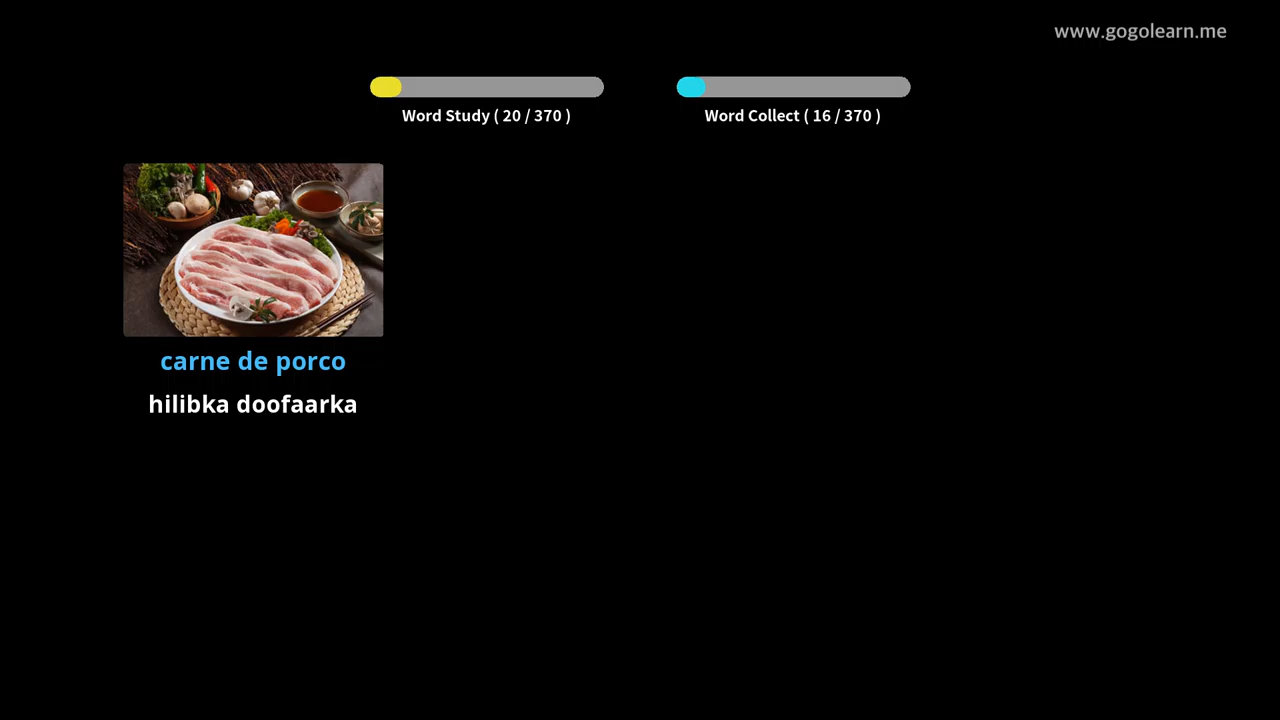 www.gogolearn.me
Word Study ( 20 / 370 )
Word Collect ( 16 / 370 )
carne de porco
hilibka doofaarka